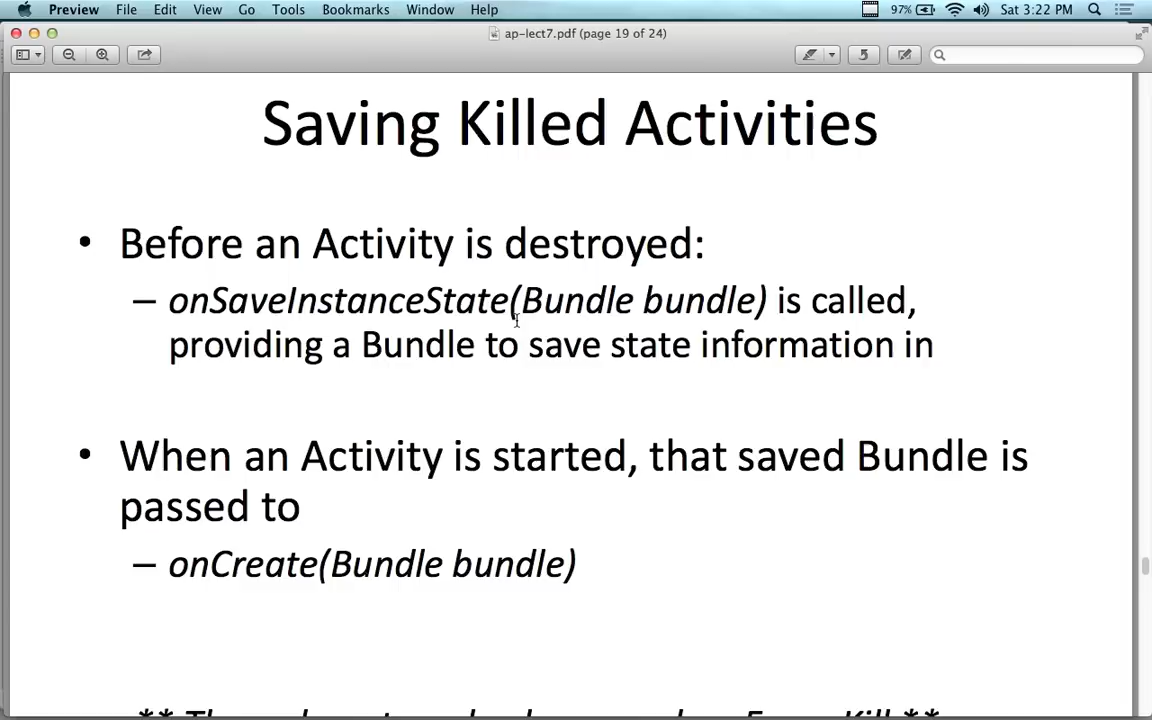 Preview File Edit View Go Tools Bookmarks Window Help 97% Sat 3:22 PM
ap-lect7.pdf (page 19 of 24)
Saving Killed Activities
• Before an Activity is destroyed:
– onSaveInstanceState(Bundle bundle) is called,
providing a Bundle to save state information in
• When an Activity is started, that saved Bundle is
passed to
– onCreate(Bundle bundle)